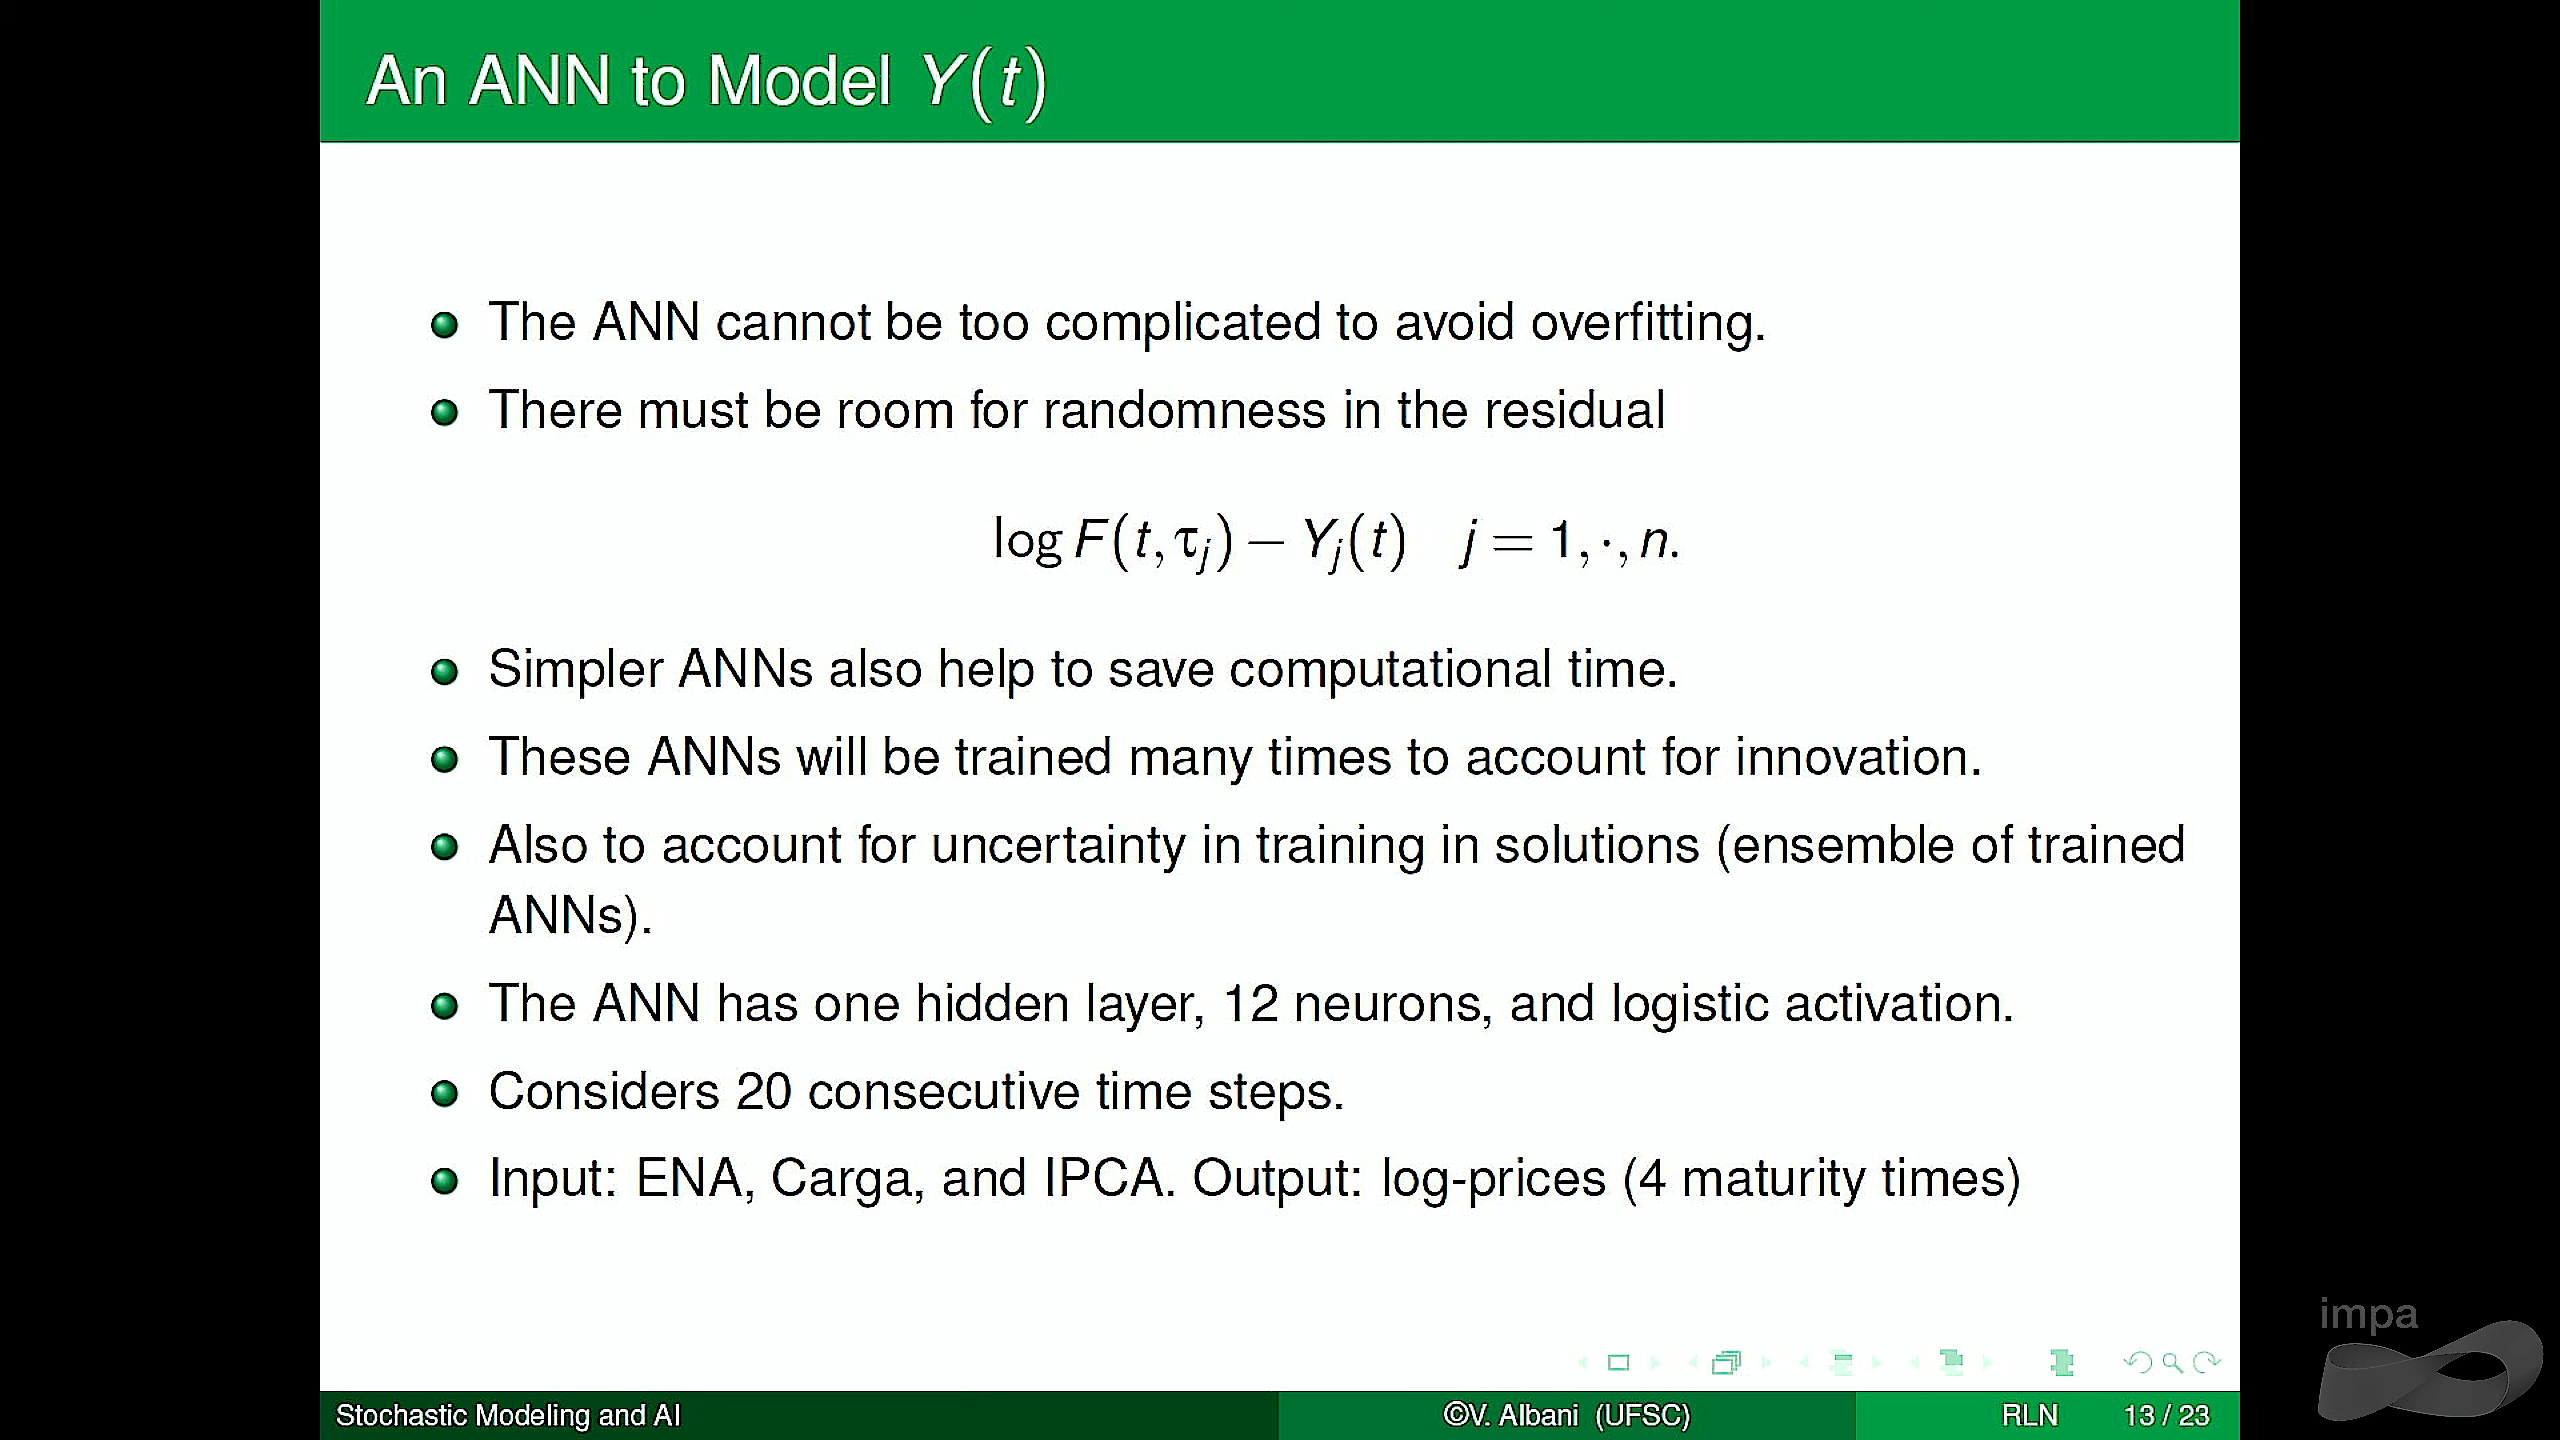 An ANN to Model Y(t)
The ANN cannot be too complicated to avoid overfitting.
There must be room for randomness in the residual
log F(t, τ_j) − Y_j(t) j = 1, ·, n.
Simpler ANNs also help to save computational time.
These ANNs will be trained many times to account for innovation.
Also to account for uncertainty in training in solutions (ensemble of trained
ANNs).
The ANN has one hidden layer, 12 neurons, and logistic activation.
Considers 20 consecutive time steps.
Input: ENA, Carga, and IPCA. Output: log-prices (4 maturity times)
impa
Stochastic Modeling and AI ©V. Albani (UFSC) RLN 13 / 23